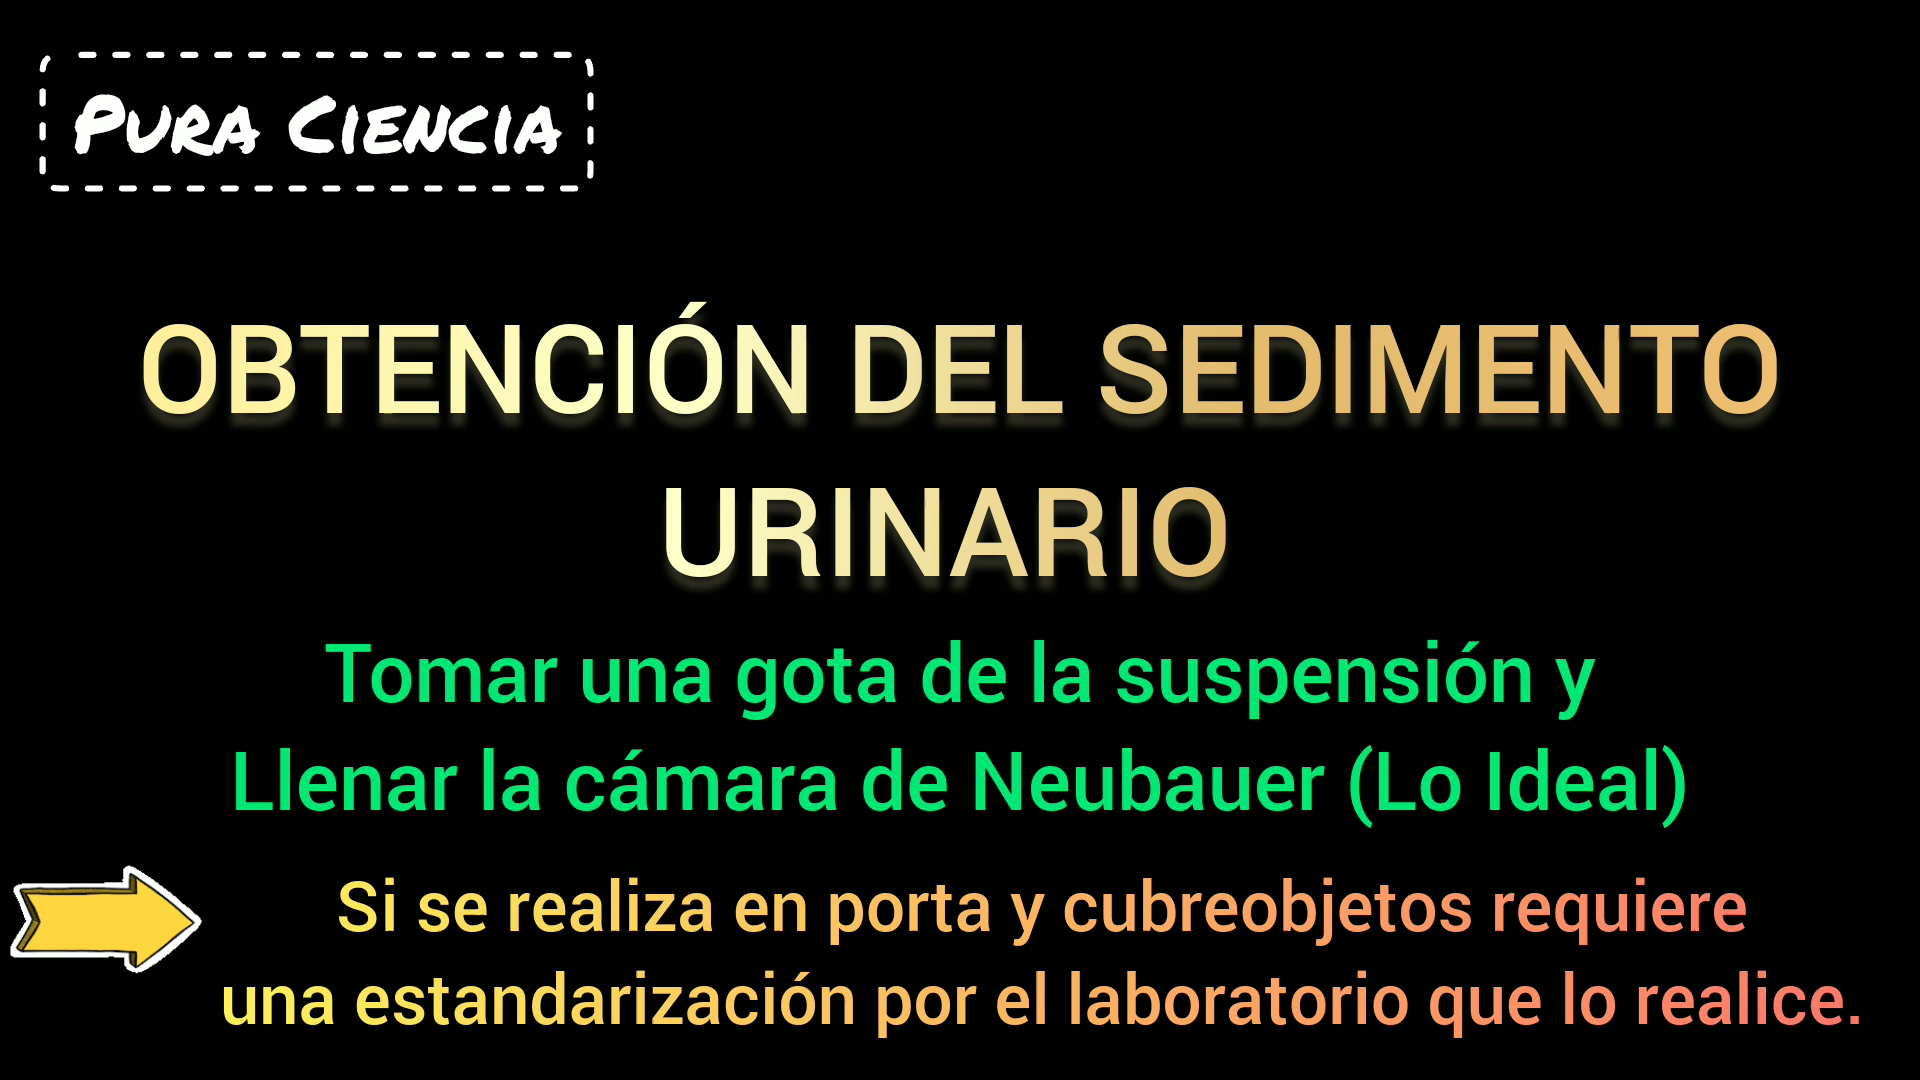 PURA CIENCIA
OBTENCIÓN DEL SEDIMENTO
URINARIO
Tomar una gota de la suspensión y
Llenar la cámara de Neubauer (Lo Ideal)
Si se realiza en porta y cubreobjetos requiere
una estandarización por el laboratorio que lo realice.